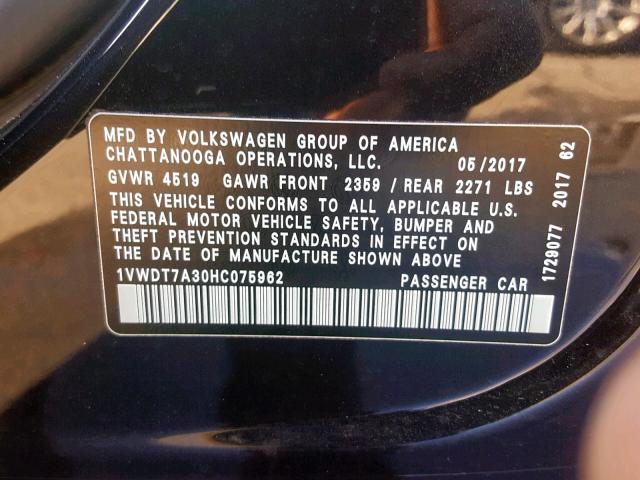 MFD BY VOLKSWAGEN GROUP OF AMERICA
CHATTANOOGA OPERATIONS, LLC. 05/2017
GVWR 4519 GAWR FRONT 2359 / REAR 2271 LBS
THIS VEHICLE CONFORMS TO ALL APPLICABLE U.S.
FEDERAL MOTOR VEHICLE SAFETY, BUMPER AND
THEFT PREVENTION STANDARDS IN EFFECT ON
THE DATE OF MANUFACTURE SHOWN ABOVE
1VWDT7A30HC075962 PASSENGER CAR
1729077 2017 62